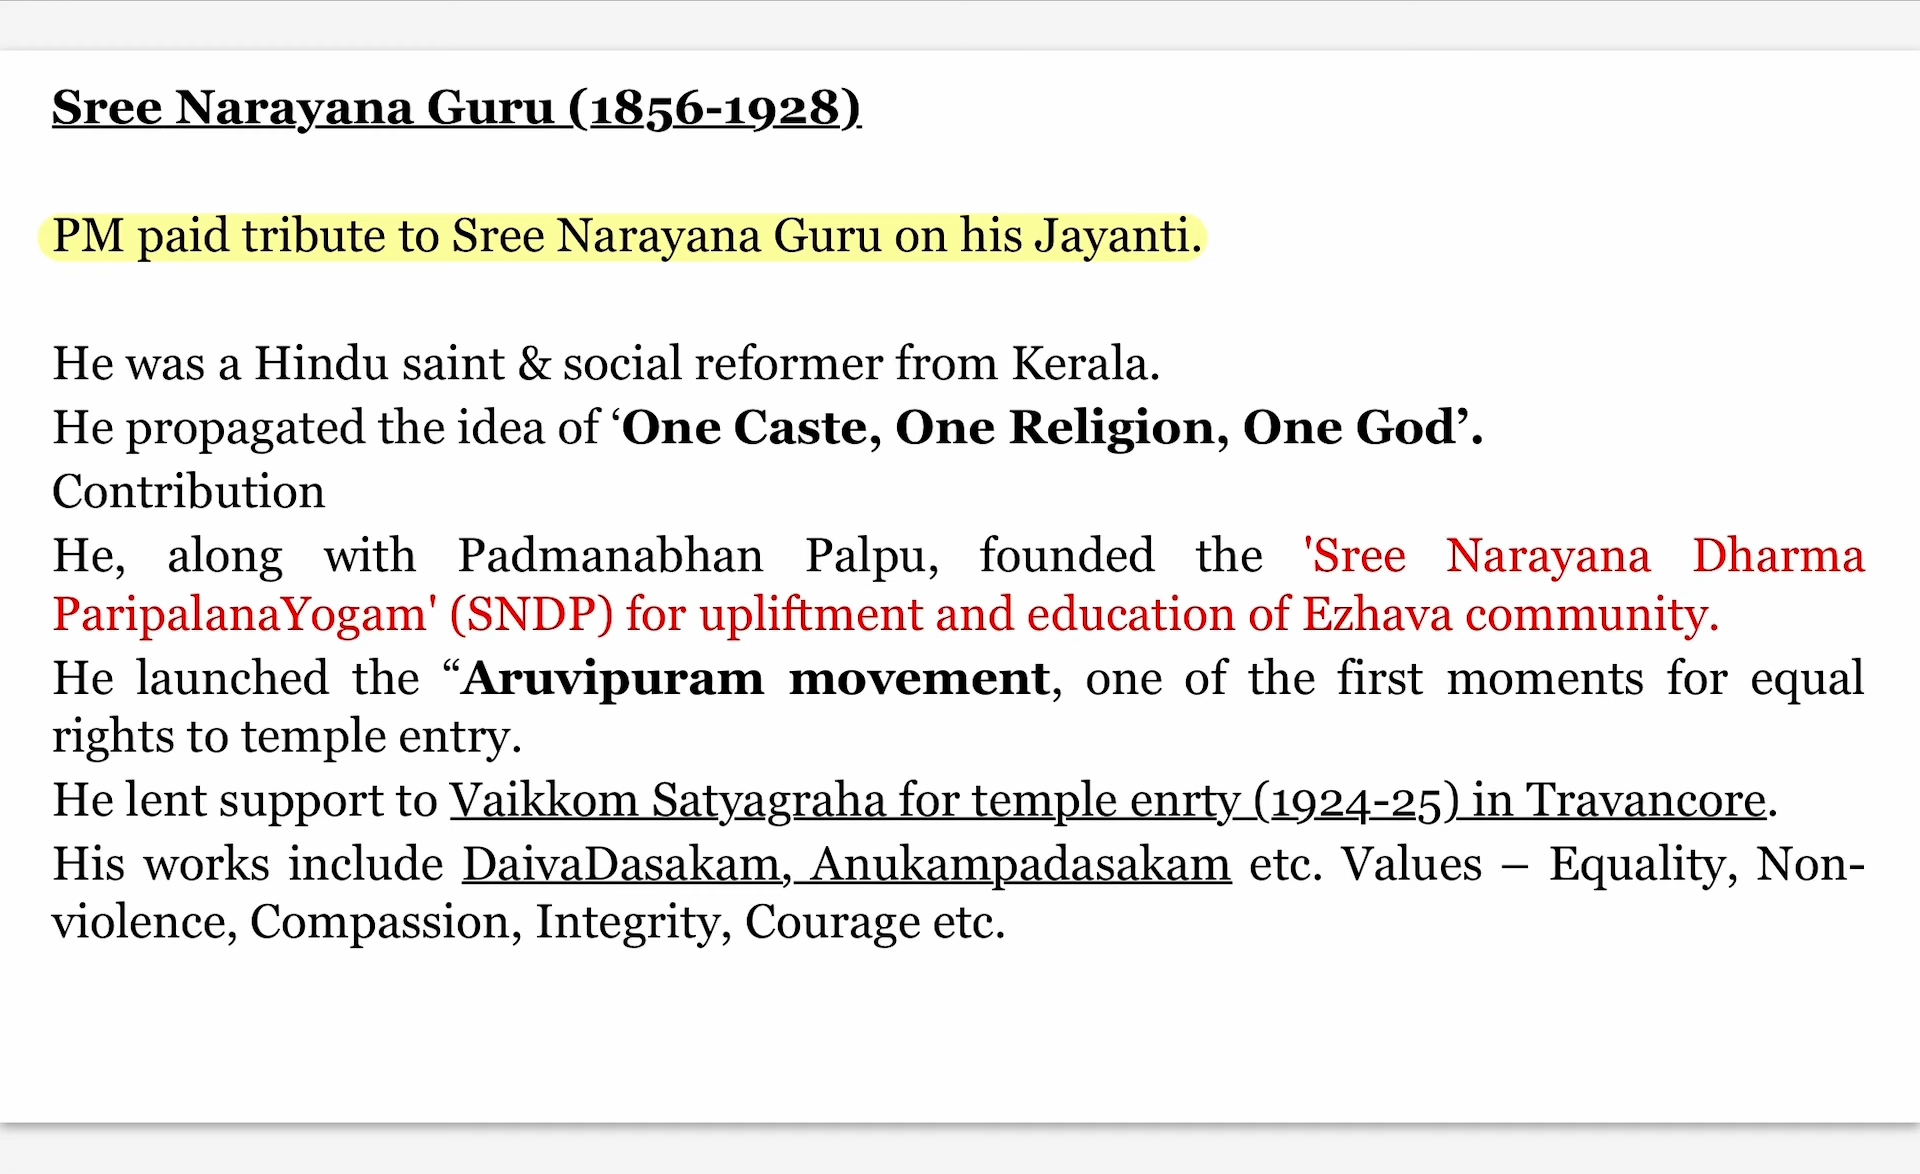 Sree Narayana Guru (1856-1928)
PM paid tribute to Sree Narayana Guru on his Jayanti.
He was a Hindu saint & social reformer from Kerala.
He propagated the idea of ‘One Caste, One Religion, One God’.
Contribution
He, along with Padmanabhan Palpu, founded the 'Sree Narayana Dharma
ParipalanaYogam' (SNDP) for upliftment and education of Ezhava community.
He launched the “Aruvipuram movement, one of the first moments for equal
rights to temple entry.
He lent support to Vaikkom Satyagraha for temple enrty (1924-25) in Travancore.
His works include DaivaDasakam, Anukampadasakam etc. Values – Equality, Non-
violence, Compassion, Integrity, Courage etc.